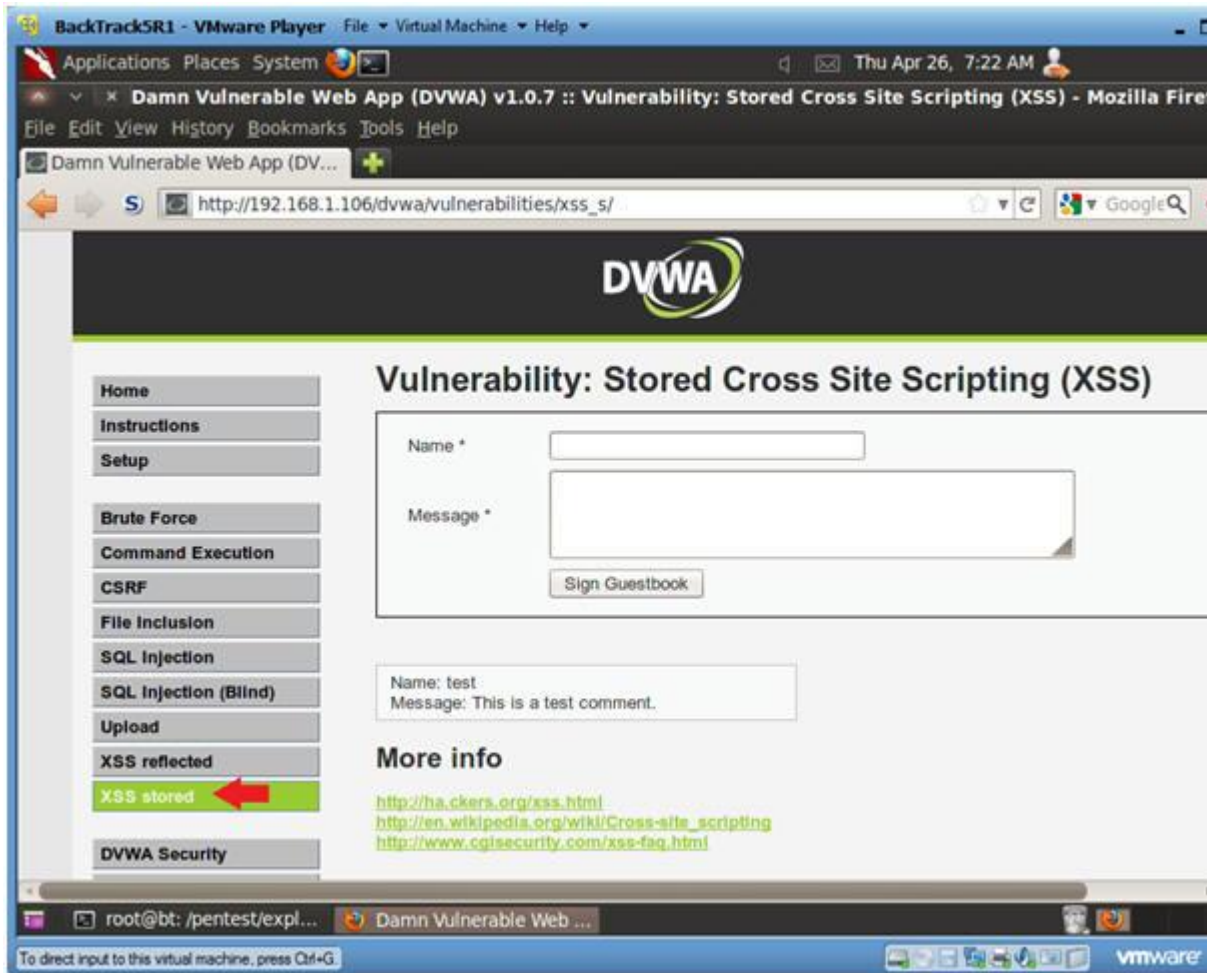 BackTrack5R1 - VMware Player File Virtual Machine Help
Applications Places System Thu Apr 26, 7:22 AM
Damn Vulnerable Web App (DVWA) v1.0.7 :: Vulnerability: Stored Cross Site Scripting (XSS) - Mozilla Firef
File Edit View History Bookmarks Tools Help
Damn Vulnerable Web App (DV...
S http://192.168.1.106/dvwa/vulnerabilities/xss_s/ Google
DVWA
Home
Instructions
Setup
Brute Force
Command Execution
CSRF
File Inclusion
SQL Injection
SQL Injection (Blind)
Upload
XSS reflected
XSS stored
DVWA Security
Vulnerability: Stored Cross Site Scripting (XSS)
Name *
Message *
Sign Guestbook
Name: test
Message: This is a test comment.
More info
http://ha.ckers.org/xss.html
http://en.wikipedia.org/wiki/Cross-site_scripting
http://www.cgisecurity.com/xss-faq.html
root@bt: /pentest/expl... Damn Vulnerable Web ...
To direct input to this virtual machine, press Ctrl+G. vmware